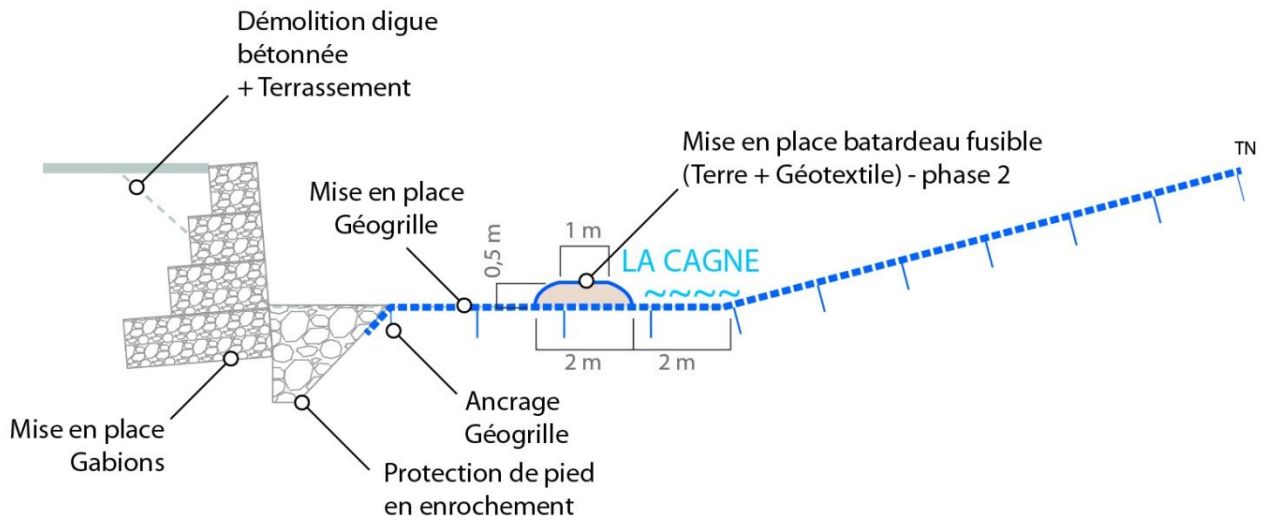 Démolition digue
bétonnée
+ Terrassement
Mise en place batardeau fusible
(Terre + Géotextile) - phase 2
TN
Mise en place
Géogrille
1 m
0,5 m
LA CAGNE
2 m
2 m
Mise en place
Gabions
Ancrage
Géogrille
Protection de pied
en enrochement